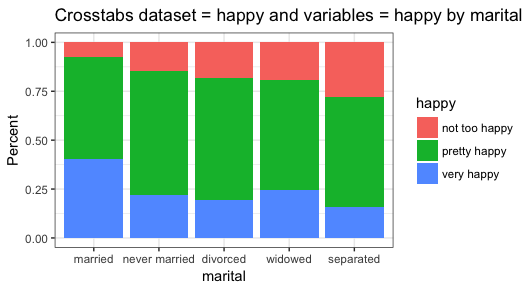 Crosstabs dataset = happy and variables = happy by marital
1.00
0.75
0.50
0.25
0.00
Percent
married never married divorced widowed separated
marital
happy
not too happy
pretty happy
very happy